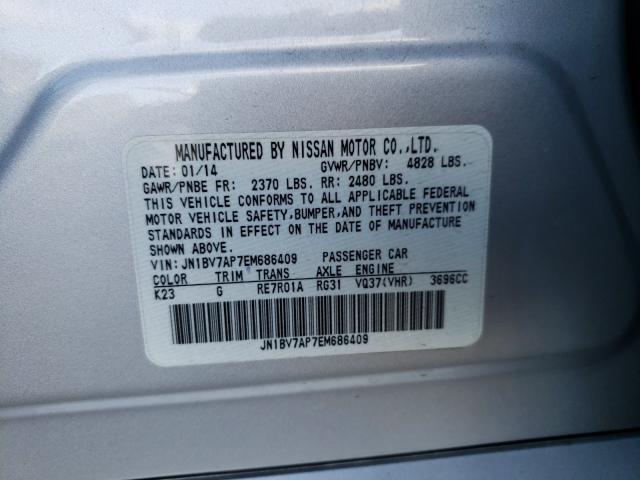 MANUFACTURED BY NISSAN MOTOR CO.,LTD.
DATE: 01/14 GVWR/PNBV: 4828 LBS.
GAWR/PNBE FR: 2370 LBS. RR: 2480 LBS.
THIS VEHICLE CONFORMS TO ALL APPLICABLE FEDERAL
MOTOR VEHICLE SAFETY,BUMPER,AND THEFT PREVENTION
STANDARDS IN EFFECT ON THE DATE OF MANUFACTURE
SHOWN ABOVE.
VIN:JN1BV7AP7EM686409 PASSENGER CAR
COLOR TRIM TRANS AXLE ENGINE
K23 G RE7R01A RG31 VQ37(VHR) 3696CC
JN1BV7AP7EM686409